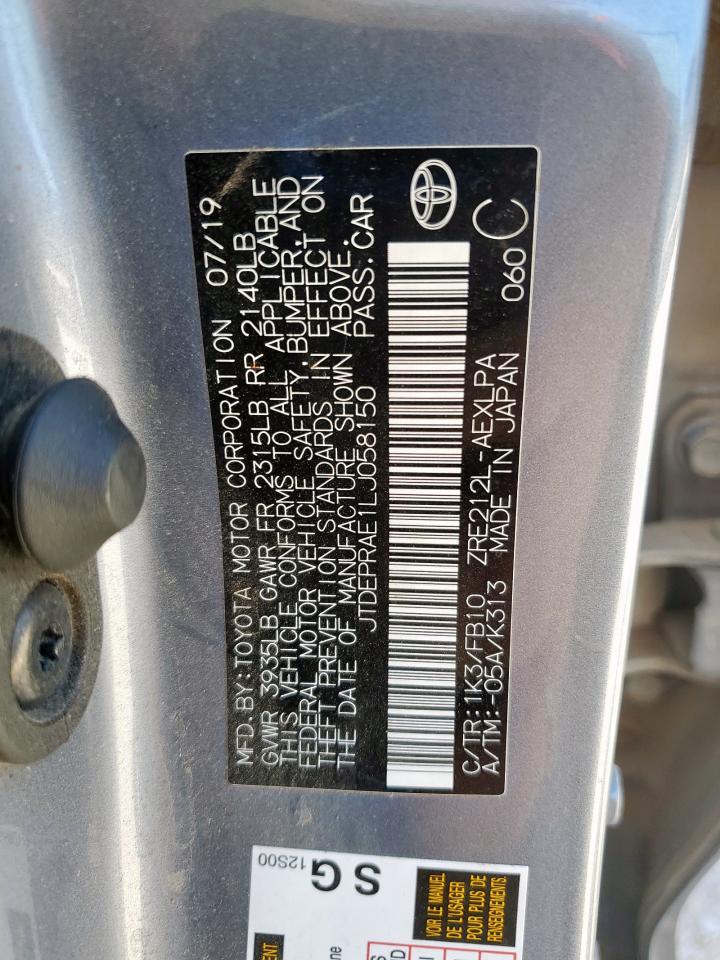 MFD.BY:TOYOTA MOTOR CORPORATION 07/19
GVWR 3935LB GAWR FR 2315LB RR 2140LB
THIS VEHICLE CONFORMS TO ALL APPLICABLE
FEDERAL MOTOR VEHICLE SAFETY, BUMPER, AND
THEFT PREVENTION STANDARDS IN EFFECT ON
THE DATE OF MANUFACTURE SHOWN ABOVE.
JTDEPRAE1LJ058150 PASS.CAR
C/TR:1K3/FB10 ZRE212L-AEXLPA 060 C
A/TM:-05A/K313 MADE IN JAPAN
12S00
S G
VOIR LE MANUEL
DE L'USAGER
POUR PLUS DE
RENSEIGNEMENTS.